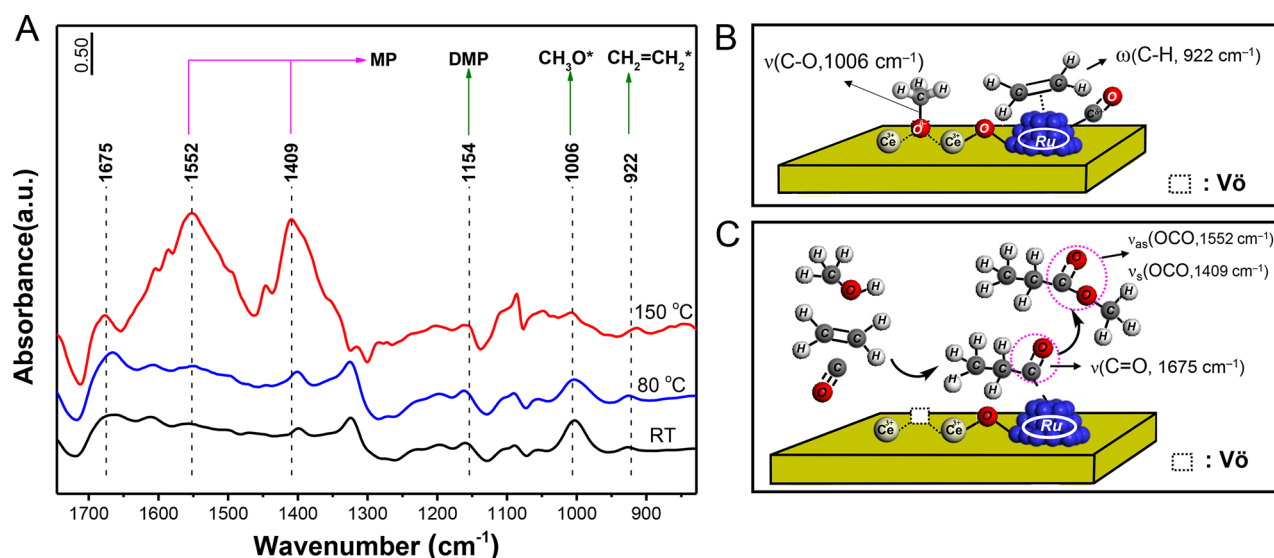 A
0.50
MP
DMP
CH₃O*
CH₂=CH₂*
1675
1552
1409
1154
1006
922
150 °C
80 °C
RT
Absorbance(a.u.)
1700 1600 1500 1400 1300 1200 1100 1000 900
Wavenumber (cm⁻¹)
B
ν(C-O,1006 cm⁻¹)
ω(C-H, 922 cm⁻¹)
H
H
H
C
H
H
H
H
C
C
O
C
O
O
Ce³⁺
Ce³⁺
Ru
: Vö
C
νas(OCO,1552 cm⁻¹)
νs(OCO,1409 cm⁻¹)
ν(C=O, 1675 cm⁻¹)
Ce³⁺
Ce³⁺
O
Ru
: Vö